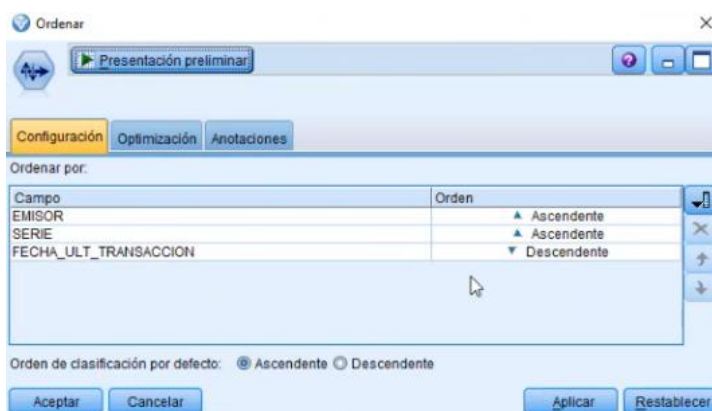 Ordenar
Presentación preliminar
Configuración Optimización Anotaciones
Ordenar por:
Campo Orden
EMISOR Ascendente
SERIE Ascendente
FECHA_ULT_TRANSACCION Descendente
Orden de clasificación por defecto: Ascendente Descendente
Aceptar Cancelar Aplicar Restablecer